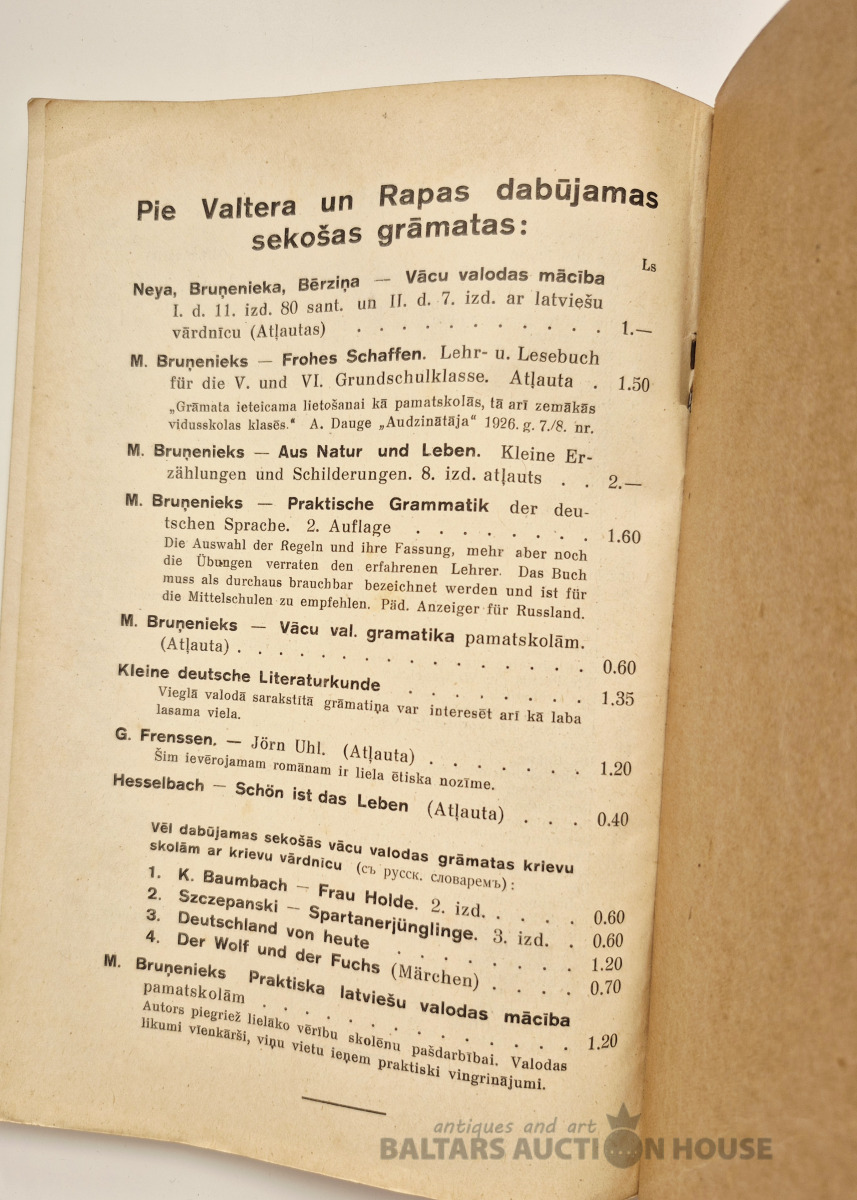 Pie Valtera un Rapas dabūjamas
sekošas grāmatas:
Ls
Neya, Bruņenieka, Bērziņa — Vācu valodas mācība
I. d. 11. izd. 80 sant. un II. d. 7. izd. ar latviešu
vārdnīcu (Atļautas) . . . . . . . . . . . . 1.—
M. Bruņenieks — Frohes Schaffen. Lehr- u. Lesebuch
für die V. und VI. Grundschulklasse. Atļauta . 1.50
„Grāmata ieteicama lietošanai kā pamatskolās, tā arī zemākās
vidusskolas klasēs.“ A. Dauge „Audzinātāja“ 1926. g. 7./8. nr.
M. Bruņenieks — Aus Natur und Leben. Kleine Er-
zählungen und Schilderungen. 8. izd. atļauts . . 2.—
M. Bruņenieks — Praktische Grammatik der deu-
tschen Sprache. 2. Auflage . . . . . . . . 1.60
Die Auswahl der Regeln und ihre Fassung, mehr aber noch
die Übungen verraten den erfahrenen Lehrer. Das Buch
muss als durchaus brauchbar bezeichnet werden und ist für
die Mittelschulen zu empfehlen. Päd. Anzeiger für Russland.
M. Bruņenieks — Vācu val. gramatika pamatskolām.
(Atļauta) . . . . . . . . . . . . . . 0.60
Kleine deutsche Literaturkunde . . . . . . . . 1.35
Vieglā valodā sarakstītā grāmatiņa var interesēt arī kā laba
lasama viela.
G. Frenssen. — Jörn Uhl. (Atļauta) . . . . . . . 1.20
Šim ievērojamam romānam ir liela ētiska nozīme.
Hesselbach — Schön ist das Leben (Atļauta) . . . 0.40
Vēl dabūjamas sekošās vācu valodas grāmatas krievu
skolām ar krievu vārdnīcu (съ русск. словаремъ):
1. K. Baumbach — Frau Holde. 2. izd. . . . . 0.60
2. Szczepanski — Spartanerjünglinge. 3. izd. . 0.60
3. Deutschland von heute . . . . . . . . 1.20
4. Der Wolf und der Fuchs (Märchen) . . . . 0.70
M. Bruņenieks Praktiska latviešu valodas mācība
pamatskolām . . . . . . . . . . . . . 1.20
Autors piegriež lielāko vērību skolēnu pašdarbībai. Valodas
likumi vienkārši, viņu vietu ieņem praktiski vingrinājumi.
antiques and art
BALTARS AUCTION HOUSE